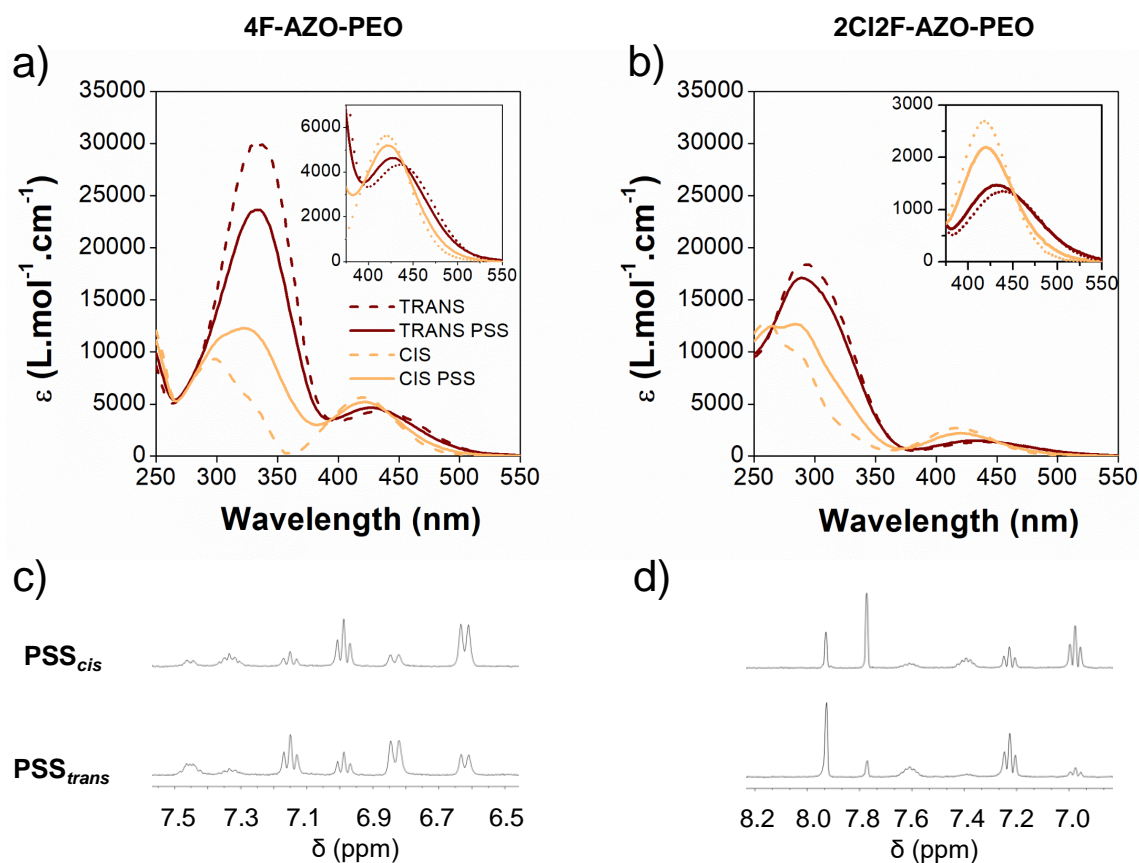 4F-AZO-PEO
2Cl2F-AZO-PEO
a)
35000
30000
25000
20000
15000
10000
5000
0
ε (L.mol⁻¹.cm⁻¹)
250 300 350 400 450 500 550
Wavelength (nm)
6000
4000
2000
0
400 450 500 550
TRANS
TRANS PSS
CIS
CIS PSS
b)
35000
30000
25000
20000
15000
10000
5000
0
ε (L.mol⁻¹.cm⁻¹)
250 300 350 400 450 500 550
Wavelength (nm)
3000
2000
1000
0
400 450 500 550
c)
d)
PSScis
PSStrans
7.5 7.3 7.1 6.9 6.7 6.5
δ (ppm)
8.2 8.0 7.8 7.6 7.4 7.2 7.0
δ (ppm)